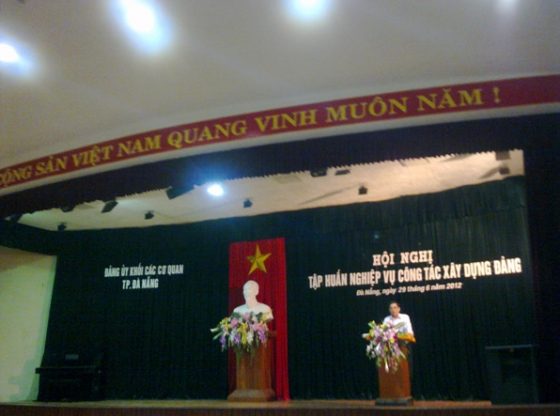 CỘNG SẢN VIỆT NAM QUANG VINH MUÔN NĂM !
ĐẢNG ỦY KHỐI CÁC CƠ QUAN
TP. ĐÀ NẴNG
HỘI NGHỊ
TẬP HUẤN NGHIỆP VỤ CÔNG TÁC XÂY DỰNG ĐẢNG
Đà Nẵng, ngày 29 tháng 6 năm 2012